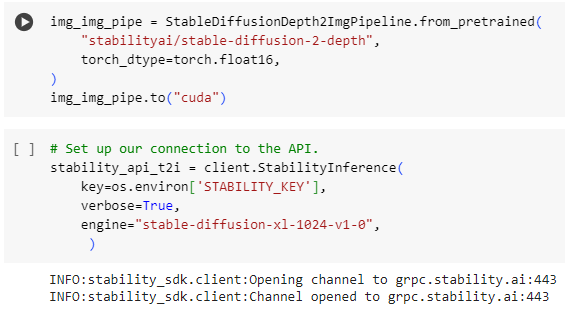 img_img_pipe = StableDiffusionDepth2ImgPipeline.from_pretrained(
    "stabilityai/stable-diffusion-2-depth",
    torch_dtype=torch.float16,
)
img_img_pipe.to("cuda")
[ ] # Set up our connection to the API.
stability_api_t2i = client.StabilityInference(
    key=os.environ['STABILITY_KEY'],
    verbose=True,
    engine="stable-diffusion-xl-1024-v1-0",
     )
INFO:stability_sdk.client:Opening channel to grpc.stability.ai:443
INFO:stability_sdk.client:Channel opened to grpc.stability.ai:443